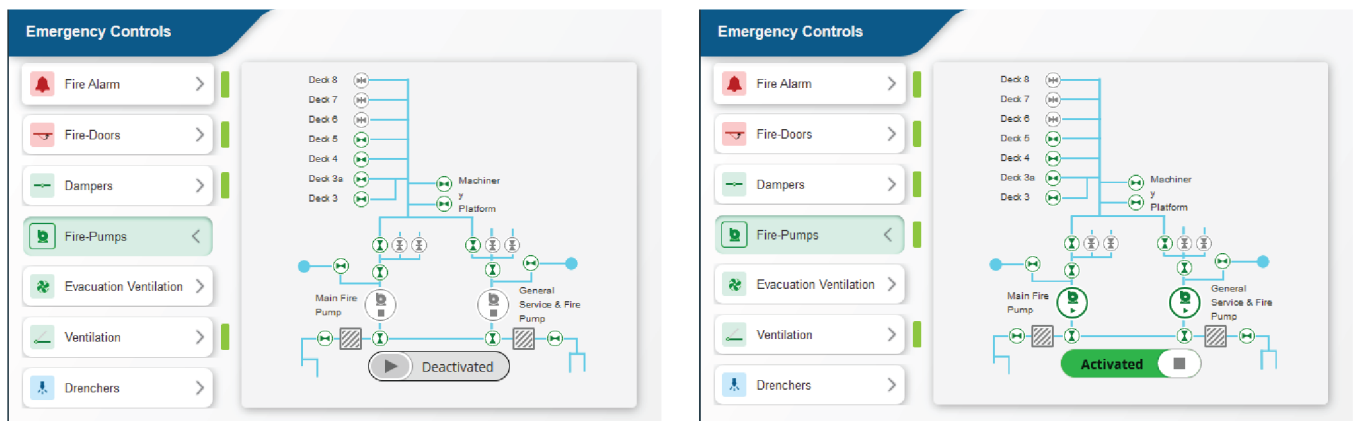 Emergency Controls
Fire Alarm
Fire-Doors
Dampers
Fire-Pumps
Evacuation Ventilation
Ventilation
Drenchers
Deck 8
Deck 7
Deck 6
Deck 5
Deck 4
Deck 3a
Deck 3
Machiner
y
Platform
Main Fire
Pump
General
Service & Fire
Pump
Deactivated
Emergency Controls
Fire Alarm
Fire-Doors
Dampers
Fire-Pumps
Evacuation Ventilation
Ventilation
Drenchers
Deck 8
Deck 7
Deck 6
Deck 5
Deck 4
Deck 3a
Deck 3
Machiner
y
Platform
Main Fire
Pump
General
Service & Fire
Pump
Activated